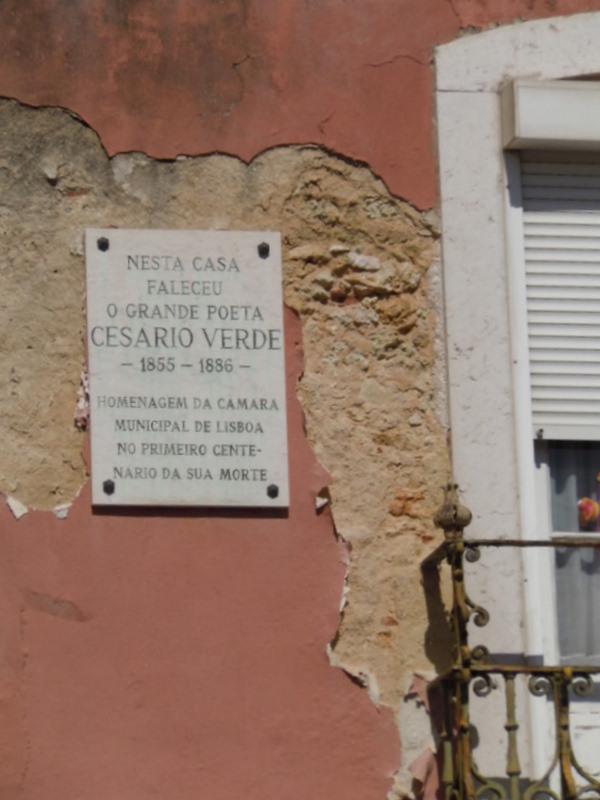 NESTA CASA
FALECEU
O GRANDE POETA
CESARIO VERDE
– 1855 – 1886 –
HOMENAGEM DA CAMARA
MUNICIPAL DE LISBOA
NO PRIMEIRO CENTE-
NARIO DA SUA MORTE